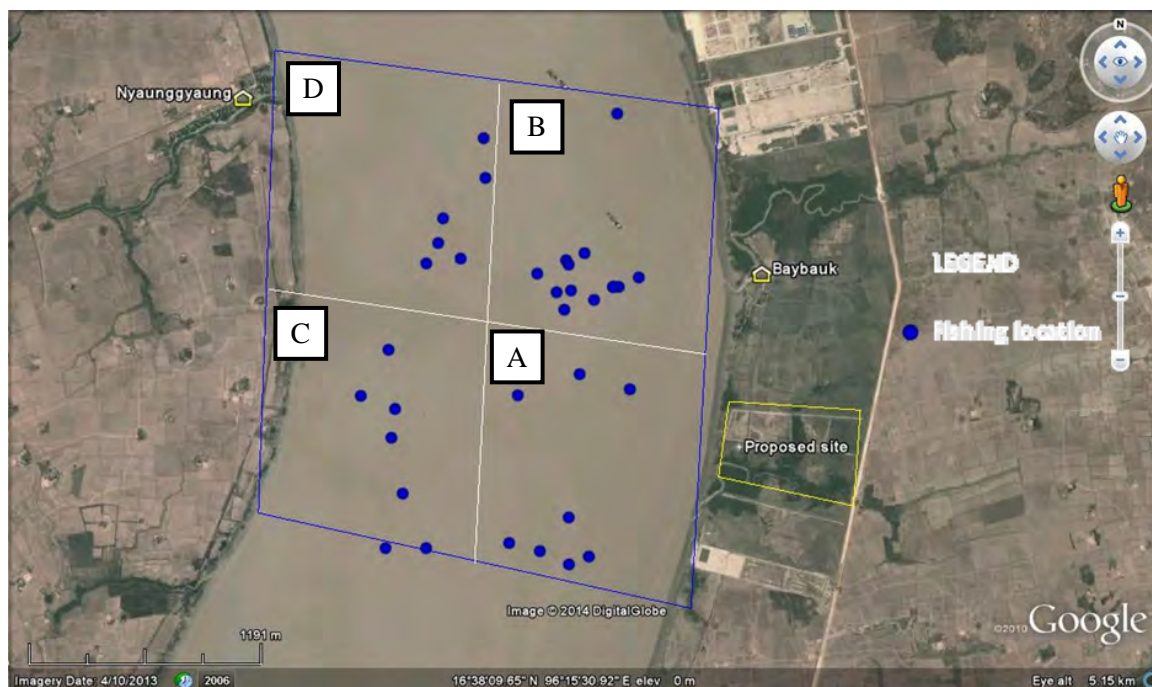 N
Nyaunggyaung
D
B
Baybauk
LEGEND
C
Fishing location
A
Proposed site
Image © 2014 DigitalGlobe
©2010 Google
1191 m
Imagery Date: 4/10/2013
2006
16°38'09.65" N 96°15'30.92" E elev 0 m
Eye alt 5.15 km